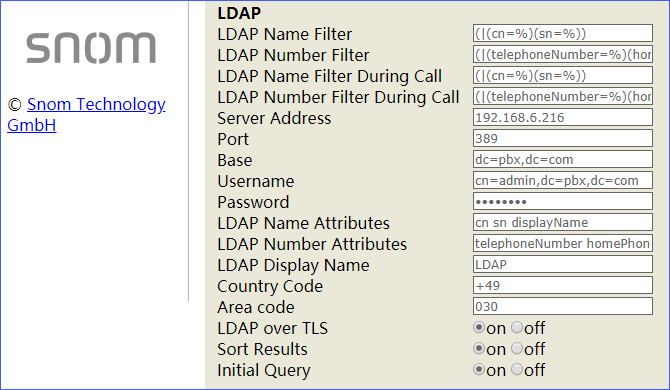 snom
© Snom Technology
GmbH
LDAP
LDAP Name Filter (|(cn=%)(sn=%))
LDAP Number Filter (|(telephoneNumber=%)(hor
LDAP Name Filter During Call (|(cn=%)(sn=%))
LDAP Number Filter During Call (|(telephoneNumber=%)(hor
Server Address 192.168.6.216
Port 389
Base dc=pbx,dc=com
Username cn=admin,dc=pbx,dc=com
Password ••••••••
LDAP Name Attributes cn sn displayName
LDAP Number Attributes telephoneNumber homePhon
LDAP Display Name LDAP
Country Code +49
Area code 030
LDAP over TLS on off
Sort Results on off
Initial Query on off